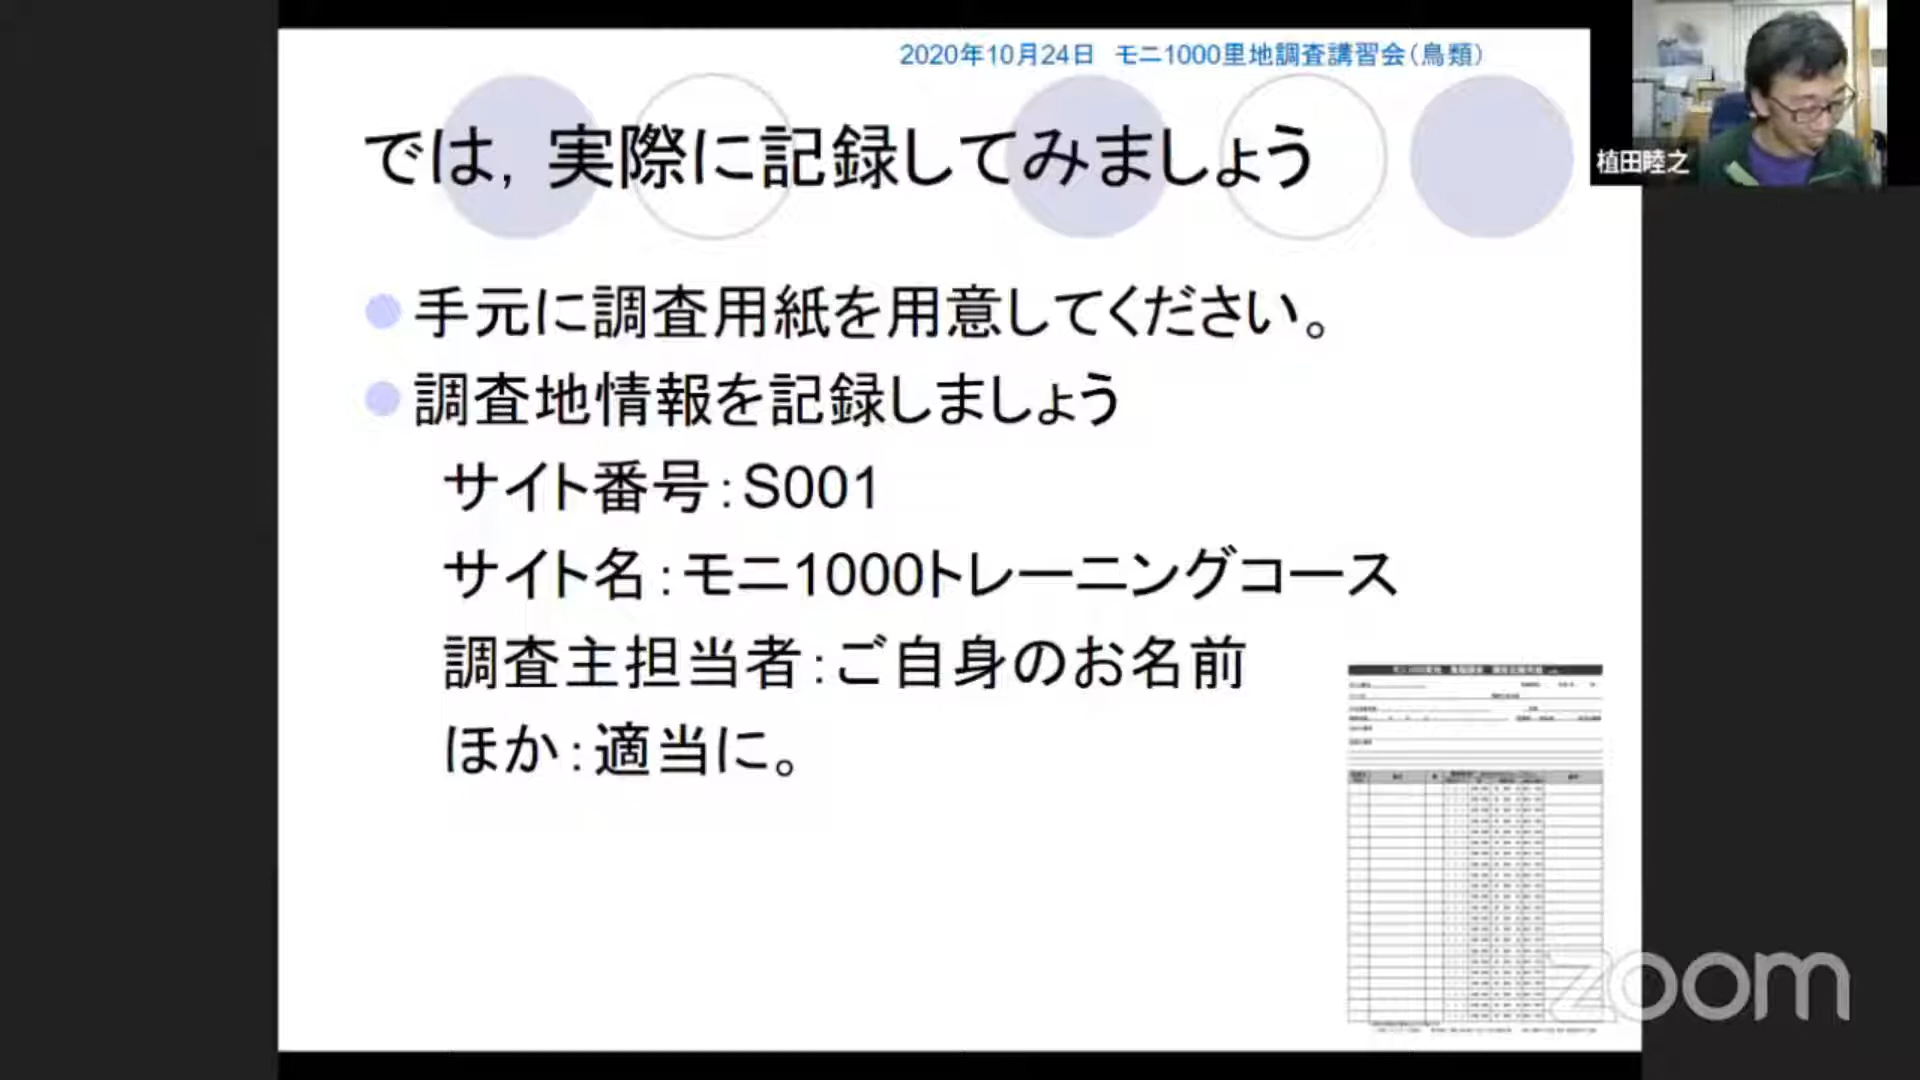 2020年10月24日 モニ1000里地調査講習会(鳥類)
植田睦之
では, 実際に記録してみましょう
手元に調査用紙を用意してください。
調査地情報を記録しましょう
サイト番号:S001
サイト名:モニ1000トレーニングコース
調査主担当者:ご自身のお名前
ほか:適当に。
zoom